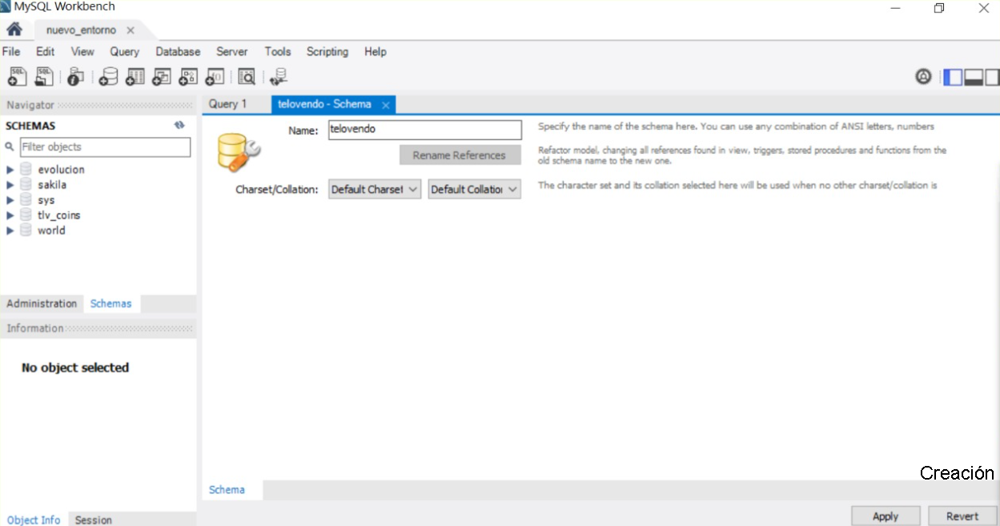 MySQL Workbench
nuevo_entorno
File Edit View Query Database Server Tools Scripting Help
Navigator
SCHEMAS
Filter objects
evolucion
sakila
sys
tlv_coins
world
Administration Schemas
Information
No object selected
Object Info Session
Query 1 telovendo - Schema
Name: telovendo
Specify the name of the schema here. You can use any combination of ANSI letters, numbers
Rename References
Refactor model, changing all references found in view, triggers, stored procedures and functions from the
old schema name to the new one.
Charset/Collation: Default Charset Default Collation
The character set and its collation selected here will be used when no other charset/collation is
Creación
Schema
Apply Revert